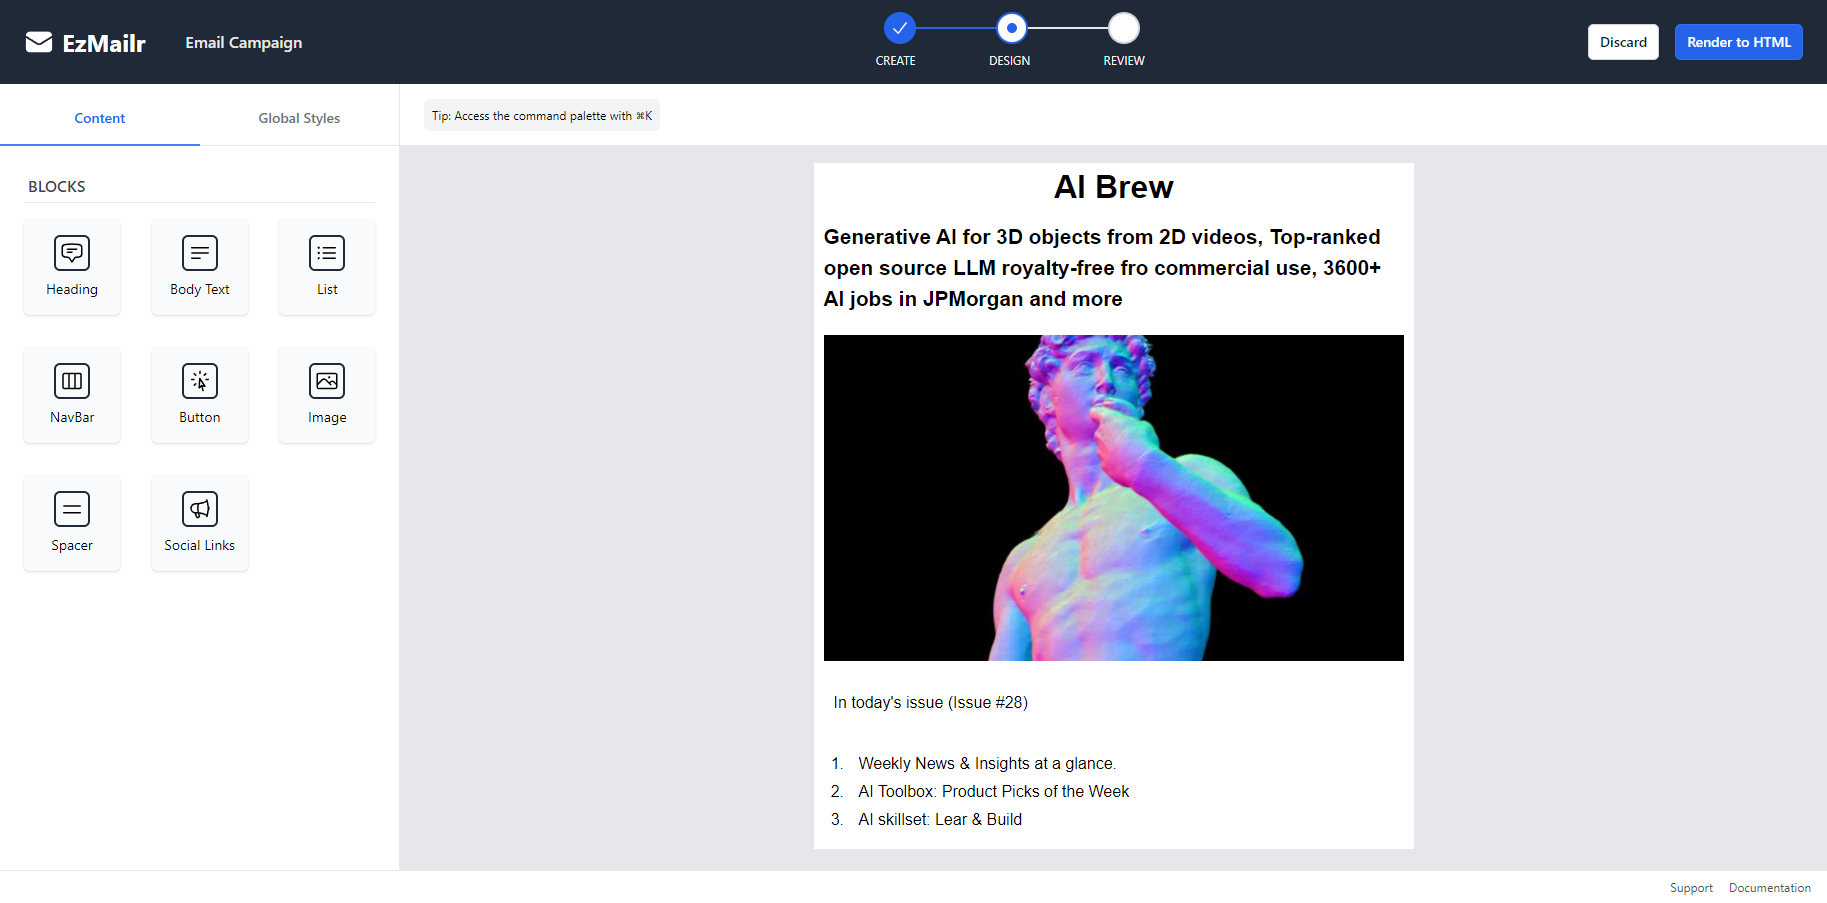 EzMailr
Email Campaign
CREATE
DESIGN
REVIEW
Discard
Render to HTML
Content
Global Styles
Tip: Access the command palette with ⌘K
BLOCKS
Heading
Body Text
List
NavBar
Button
Image
Spacer
Social Links
AI Brew
Generative AI for 3D objects from 2D videos, Top-ranked
open source LLM royalty-free fro commercial use, 3600+
AI jobs in JPMorgan and more
In today's issue (Issue #28)
1. Weekly News & Insights at a glance.
2. AI Toolbox: Product Picks of the Week
3. AI skillset: Lear & Build
Support
Documentation